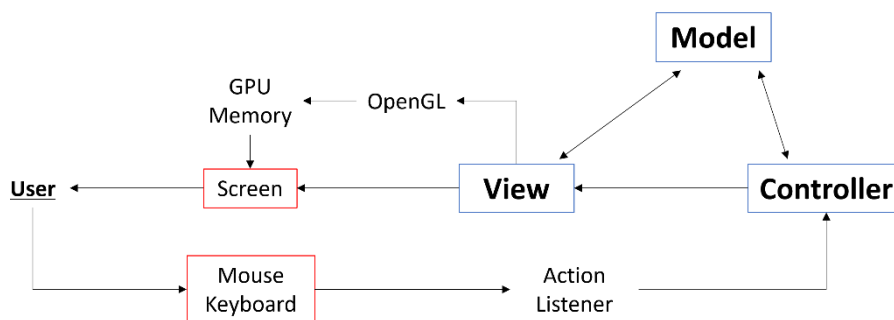 Model
GPU
Memory
OpenGL
User
Screen
View
Controller
Mouse
Keyboard
Action
Listener